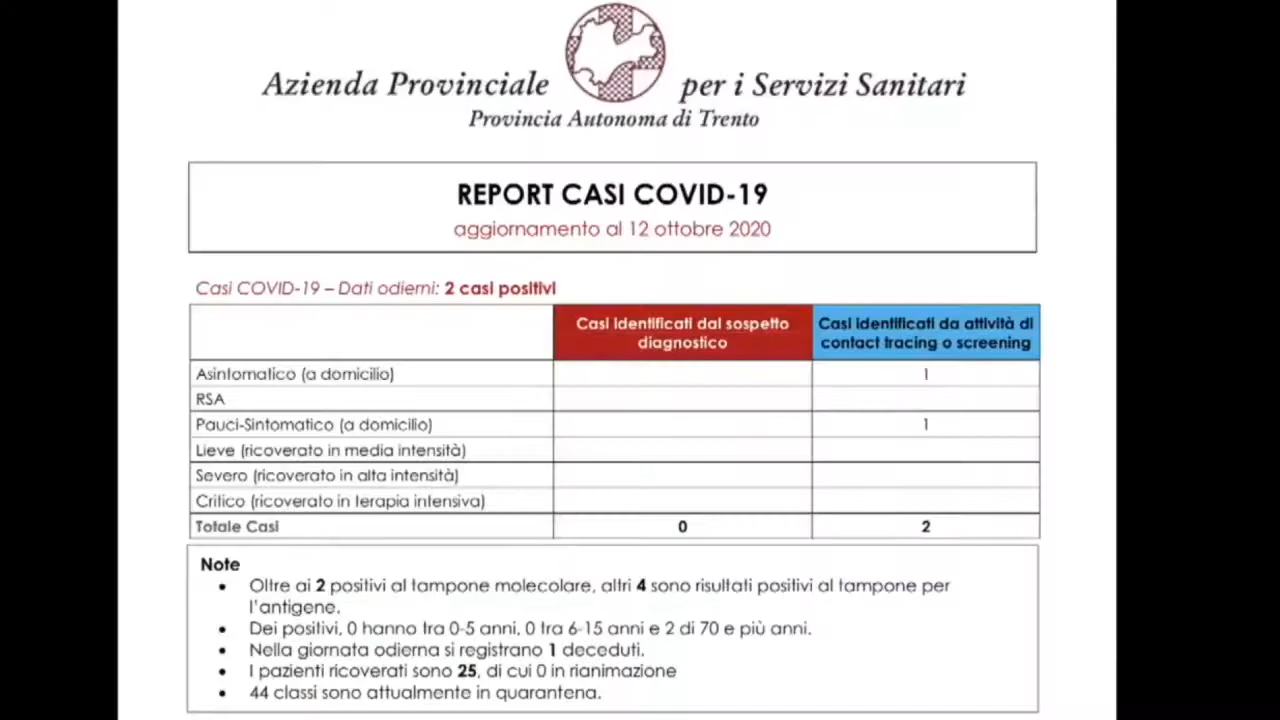 Azienda Provinciale per i Servizi Sanitari
Provincia Autonoma di Trento
REPORT CASI COVID-19
aggiornamento al 12 ottobre 2020
Casi COVID-19 – Dati odierni: 2 casi positivi
Casi identificati dal sospetto diagnostico
Casi identificati da attività di contact tracing o screening
Asintomatico (a domicilio) 1
RSA
Pauci-Sintomatico (a domicilio) 1
Lieve (ricoverato in media intensità)
Severo (ricoverato in alta intensità)
Critico (ricoverato in terapia intensiva)
Totale Casi 0 2
Note
• Oltre ai 2 positivi al tampone molecolare, altri 4 sono risultati positivi al tampone per
l'antigene.
• Dei positivi, 0 hanno tra 0-5 anni, 0 tra 6-15 anni e 2 di 70 e più anni.
• Nella giornata odierna si registrano 1 deceduti.
• I pazienti ricoverati sono 25, di cui 0 in rianimazione
• 44 classi sono attualmente in quarantena.